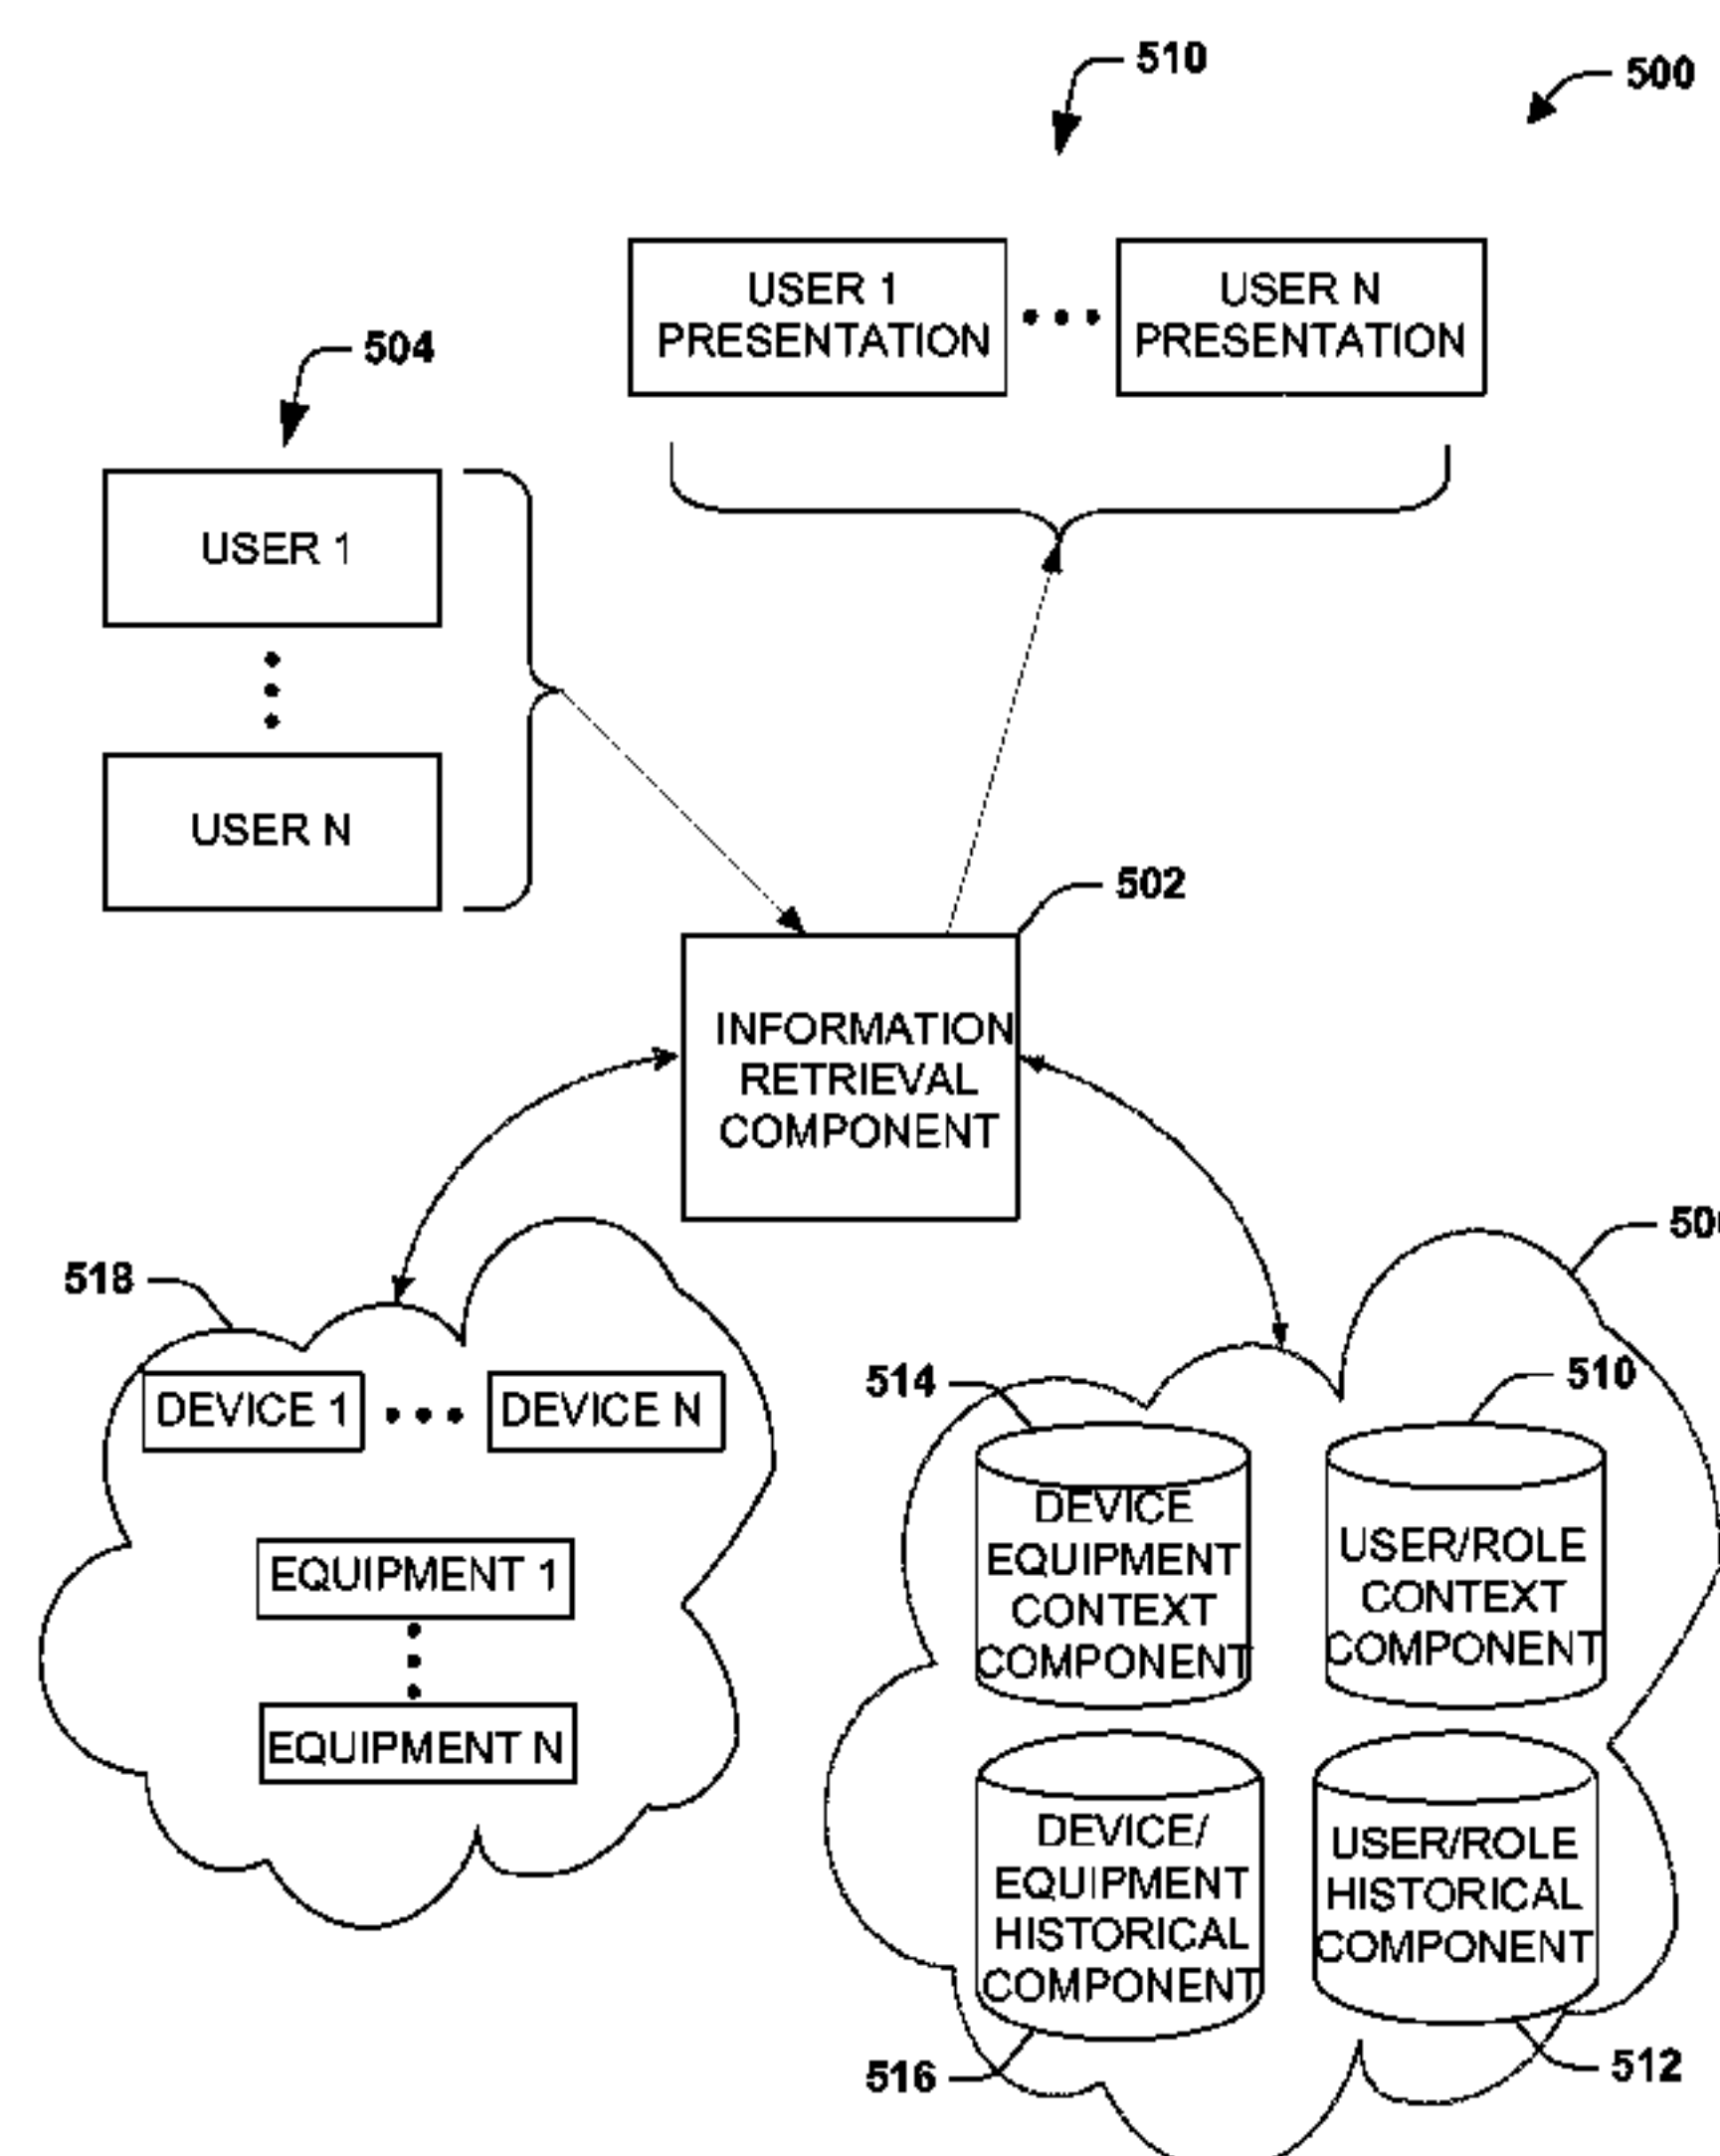 510
500
USER 1
PRESENTATION
USER N
PRESENTATION
504
USER 1
USER N
502
INFORMATION
RETRIEVAL
COMPONENT
518
DEVICE 1
DEVICE N
EQUIPMENT 1
EQUIPMENT N
514
510
DEVICE
EQUIPMENT
CONTEXT
COMPONENT
USER/ROLE
CONTEXT
COMPONENT
DEVICE/
EQUIPMENT
HISTORICAL
COMPONENT
USER/ROLE
HISTORICAL
COMPONENT
516
512